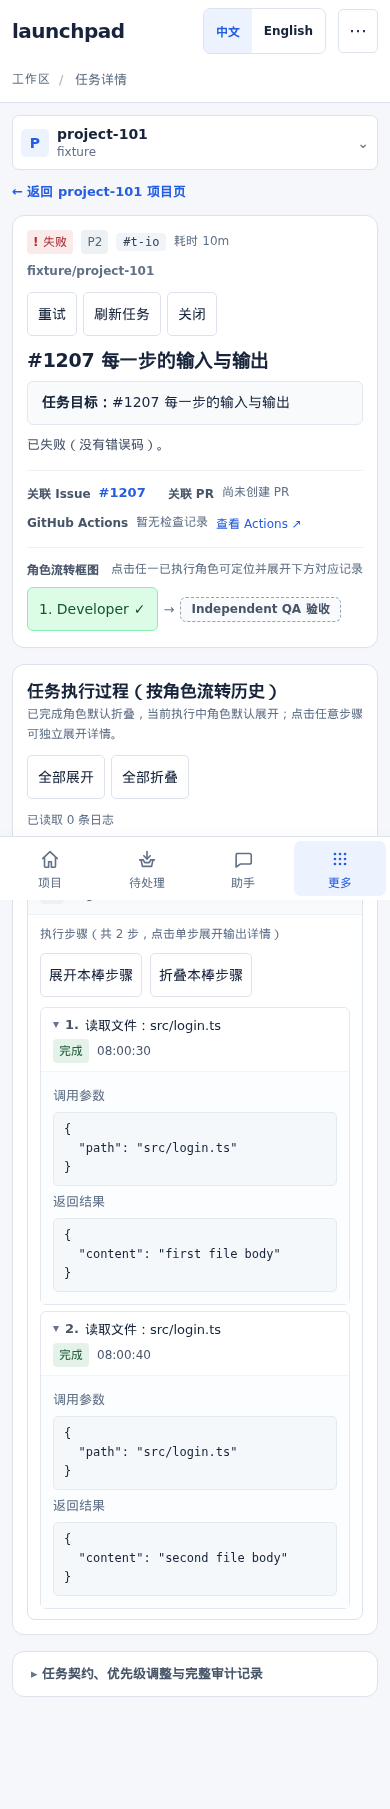 launchpad
中文 English ⋯
工作区 / 任务详情
P project-101
fixture
← 返回 project-101 项目页
! 失败 P2 #t-io 耗时 10m
fixture/project-101
重试 刷新任务 关闭
#1207 每一步的输入与输出
任务目标：#1207 每一步的输入与输出
已失败（没有错误码）。
关联 Issue #1207 关联 PR 尚未创建 PR
GitHub Actions 暂无检查记录 查看 Actions ↗
角色流转框图 点击任一已执行角色可定位并展开下方对应记录
1. Developer ✓ → Independent QA 验收
任务执行过程（按角色流转历史）
已完成角色默认折叠，当前执行中角色默认展开；点击任意步骤
可独立展开详情。
全部展开 全部折叠
已读取 0 条日志
项目 待处理 助手 更多
执行步骤（共 2 步，点击单步展开输出详情）
展开本棒步骤 折叠本棒步骤
▾ 1. 读取文件：src/login.ts
完成 08:00:30
调用参数
{
"path": "src/login.ts"
}
返回结果
{
"content": "first file body"
}
▾ 2. 读取文件：src/login.ts
完成 08:00:40
调用参数
{
"path": "src/login.ts"
}
返回结果
{
"content": "second file body"
}
▸ 任务契约、优先级调整与完整审计记录